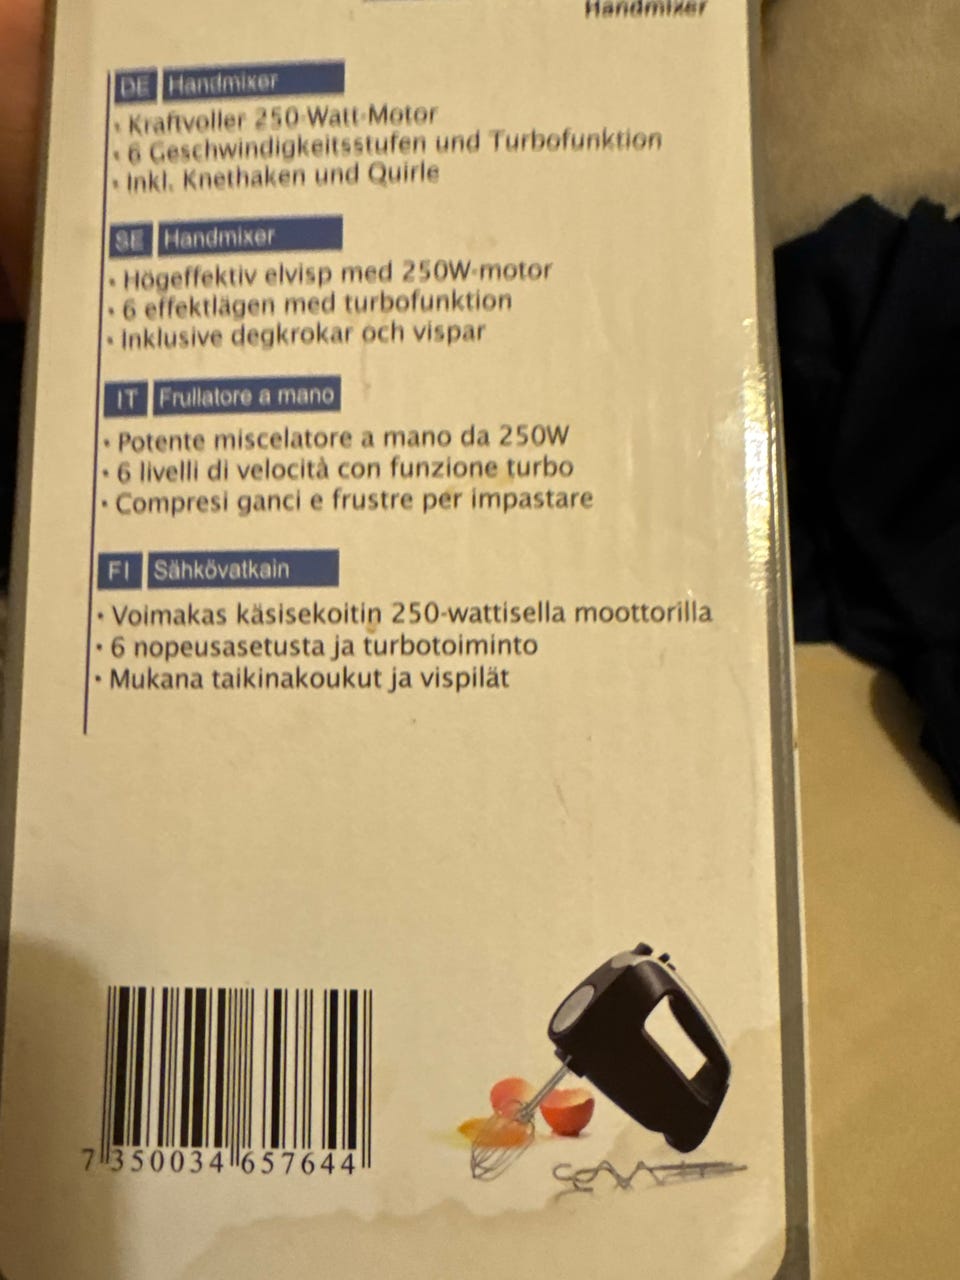 Handmixer
DE Handmixer
• Kraftvoller 250-Watt-Motor
• 6 Geschwindigkeitsstufen und Turbofunktion
• Inkl. Knethaken und Quirle
SE Handmixer
• Högeffektiv elvisp med 250W-motor
• 6 effektlägen med turbofunktion
• Inklusive degkrokar och vispar
IT Frullatore a mano
• Potente miscelatore a mano da 250W
• 6 livelli di velocità con funzione turbo
• Compresi ganci e frustre per impastare
FI Sähkövatkain
• Voimakas käsisekoitin 250-wattisella moottorilla
• 6 nopeusasetusta ja turbotoiminto
• Mukana taikinakoukut ja vispilät
7 350034 657644